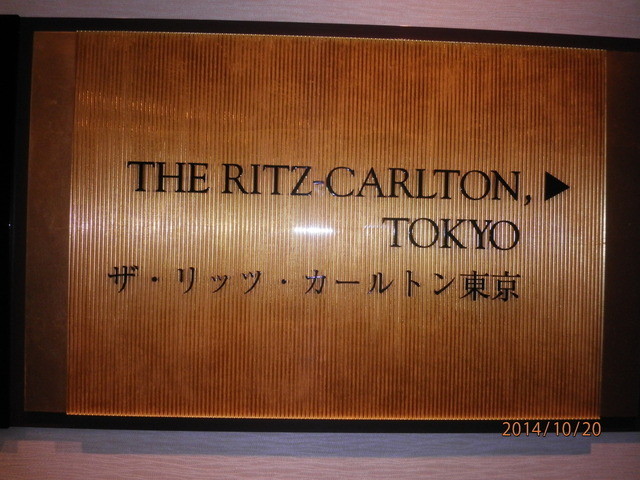 THE RITZ-CARLTON, ▶
TOKYO
ザ・リッツ・カールトン東京
2014/10/20